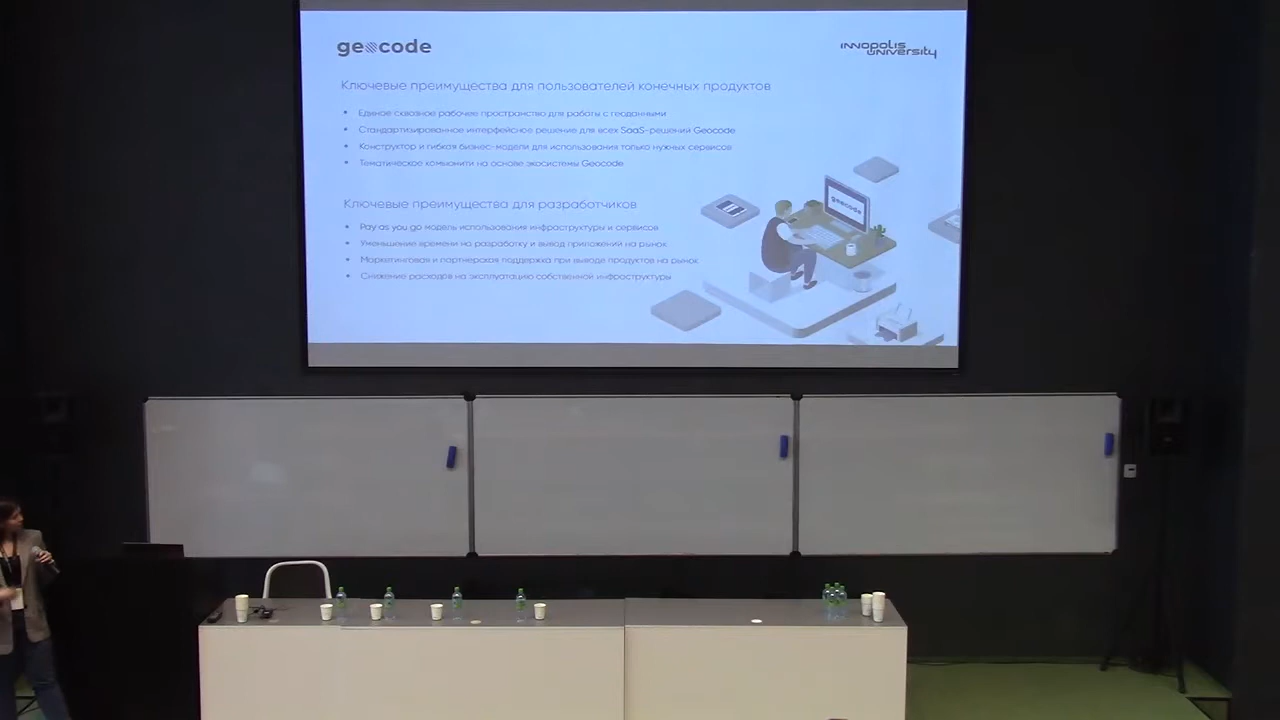 geocode
INNOPOLIS
UNIVERSITY
Ключевые преимущества для пользователей конечных продуктов
• Единое сквозное рабочее пространство для работы с геоданными
• Стандартизированное интерфейсное решение для всех SaaS-решений Geocode
• Конструктор и гибкая бизнес-модели для использования только нужных сервисов
• Тематическое комьюнити на основе экосистемы Geocode
geocode
Ключевые преимущества для разработчиков
• Pay as you go модель использования инфраструктуры и сервисов
• Уменьшение времени на разработку и вывод приложений на рынок
• Маркетинговая и партнерская поддержка при выводе продуктов на рынок
• Снижение расходов на эксплуатацию собственной инфраструктуры